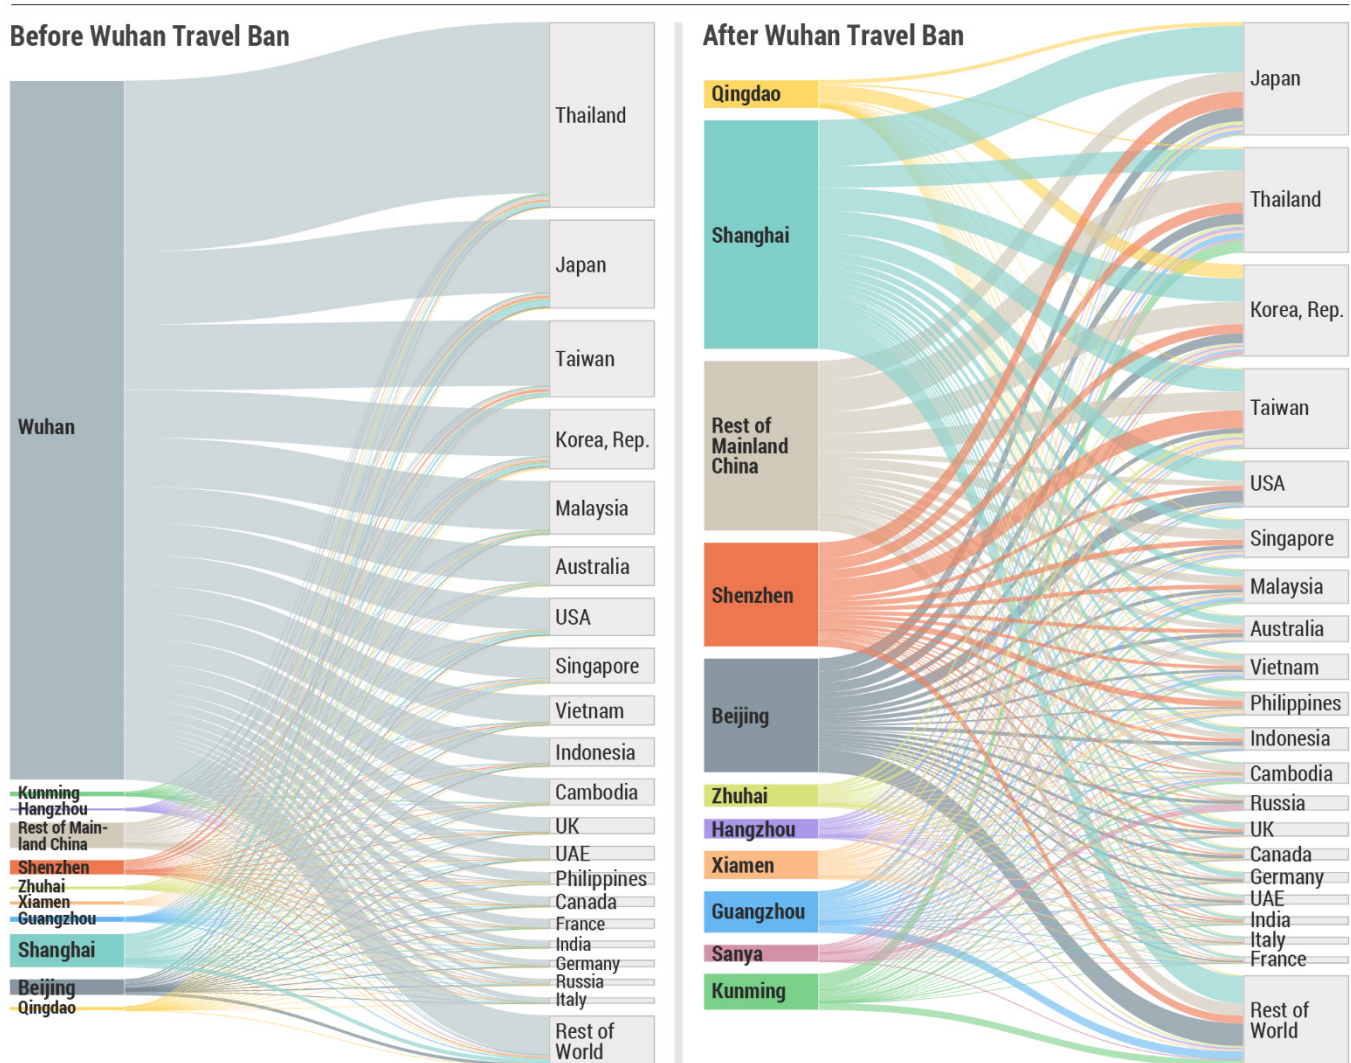 Before Wuhan Travel Ban
Wuhan
Kunming
Hangzhou
Rest of Main-
land China
Shenzhen
Zhuhai
Xiamen
Guangzhou
Shanghai
Beijing
Qingdao
Thailand
Japan
Taiwan
Korea, Rep.
Malaysia
Australia
USA
Singapore
Vietnam
Indonesia
Cambodia
UK
UAE
Philippines
Canada
France
India
Germany
Russia
Italy
Rest of
World
After Wuhan Travel Ban
Qingdao
Shanghai
Rest of
Mainland
China
Shenzhen
Beijing
Zhuhai
Hangzhou
Xiamen
Guangzhou
Sanya
Kunming
Japan
Thailand
Korea, Rep.
Taiwan
USA
Singapore
Malaysia
Australia
Vietnam
Philippines
Indonesia
Cambodia
Russia
UK
Canada
Germany
UAE
India
Italy
France
Rest of
World